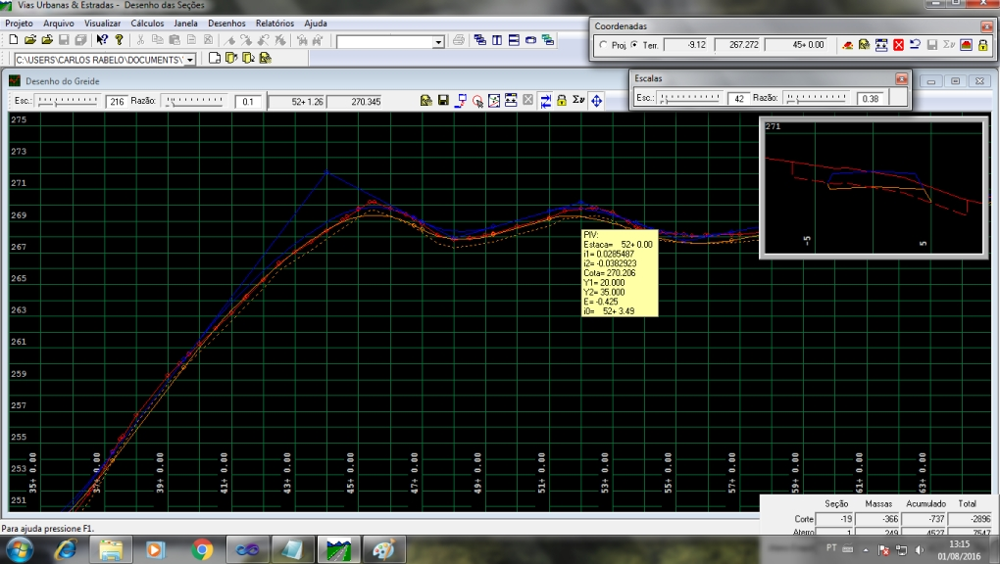 Vias Urbanas & Estradas - Desenho das Seções
Projeto Arquivo Visualizar Cálculos Janela Desenhos Relatórios Ajuda
C:\USERS\CARLOS RABELO\DOCUMENTS\
Coordenadas
Proj. Terr. -9.12 267.272 45+ 0.00
Escalas
Esc.: 42 Razão: 0.38
Desenho do Greide
Esc.: 216 Razão: 0.1 52+ 1.26 270.345
275
273
271
269
267
265
263
261
259
257
255
253
251
271
-5
5
PIV:
Estaca= 52+ 0.00
i1= 0.0285487
i2= -0.0382923
Cota= 270.206
Y1= 20.000
Y2= 35.000
E= -0.425
i0= 52+ 3.49
35+ 0.00
37+ 0.00
39+ 0.00
41+ 0.00
43+ 0.00
45+ 0.00
47+ 0.00
49+ 0.00
51+ 0.00
53+ 0.00
55+ 0.00
57+ 0.00
59+ 0.00
61+ 0.00
63+ 0.00
Seção Massas Acumulado Total
Corte -19 -366 -737 -2896
Aterro 1 249 4527 7547
Para ajuda pressione F1.
PT
13:15
01/08/2016